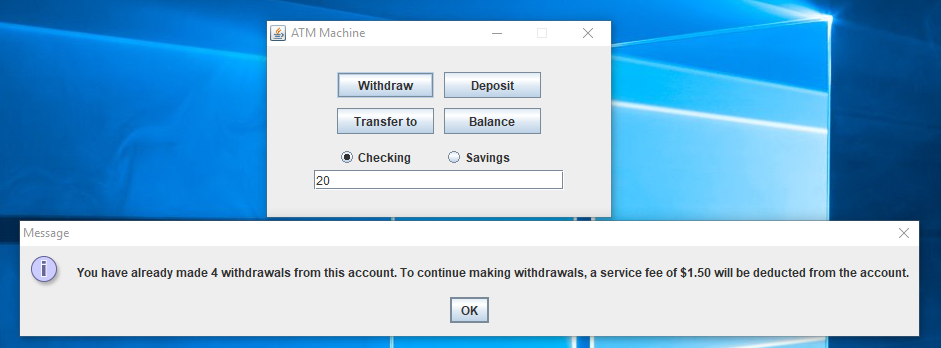 ATM Machine
Withdraw
Deposit
Transfer to
Balance
Checking
Savings
20
Message
You have already made 4 withdrawals from this account. To continue making withdrawals, a service fee of $1.50 will be deducted from the account.
OK